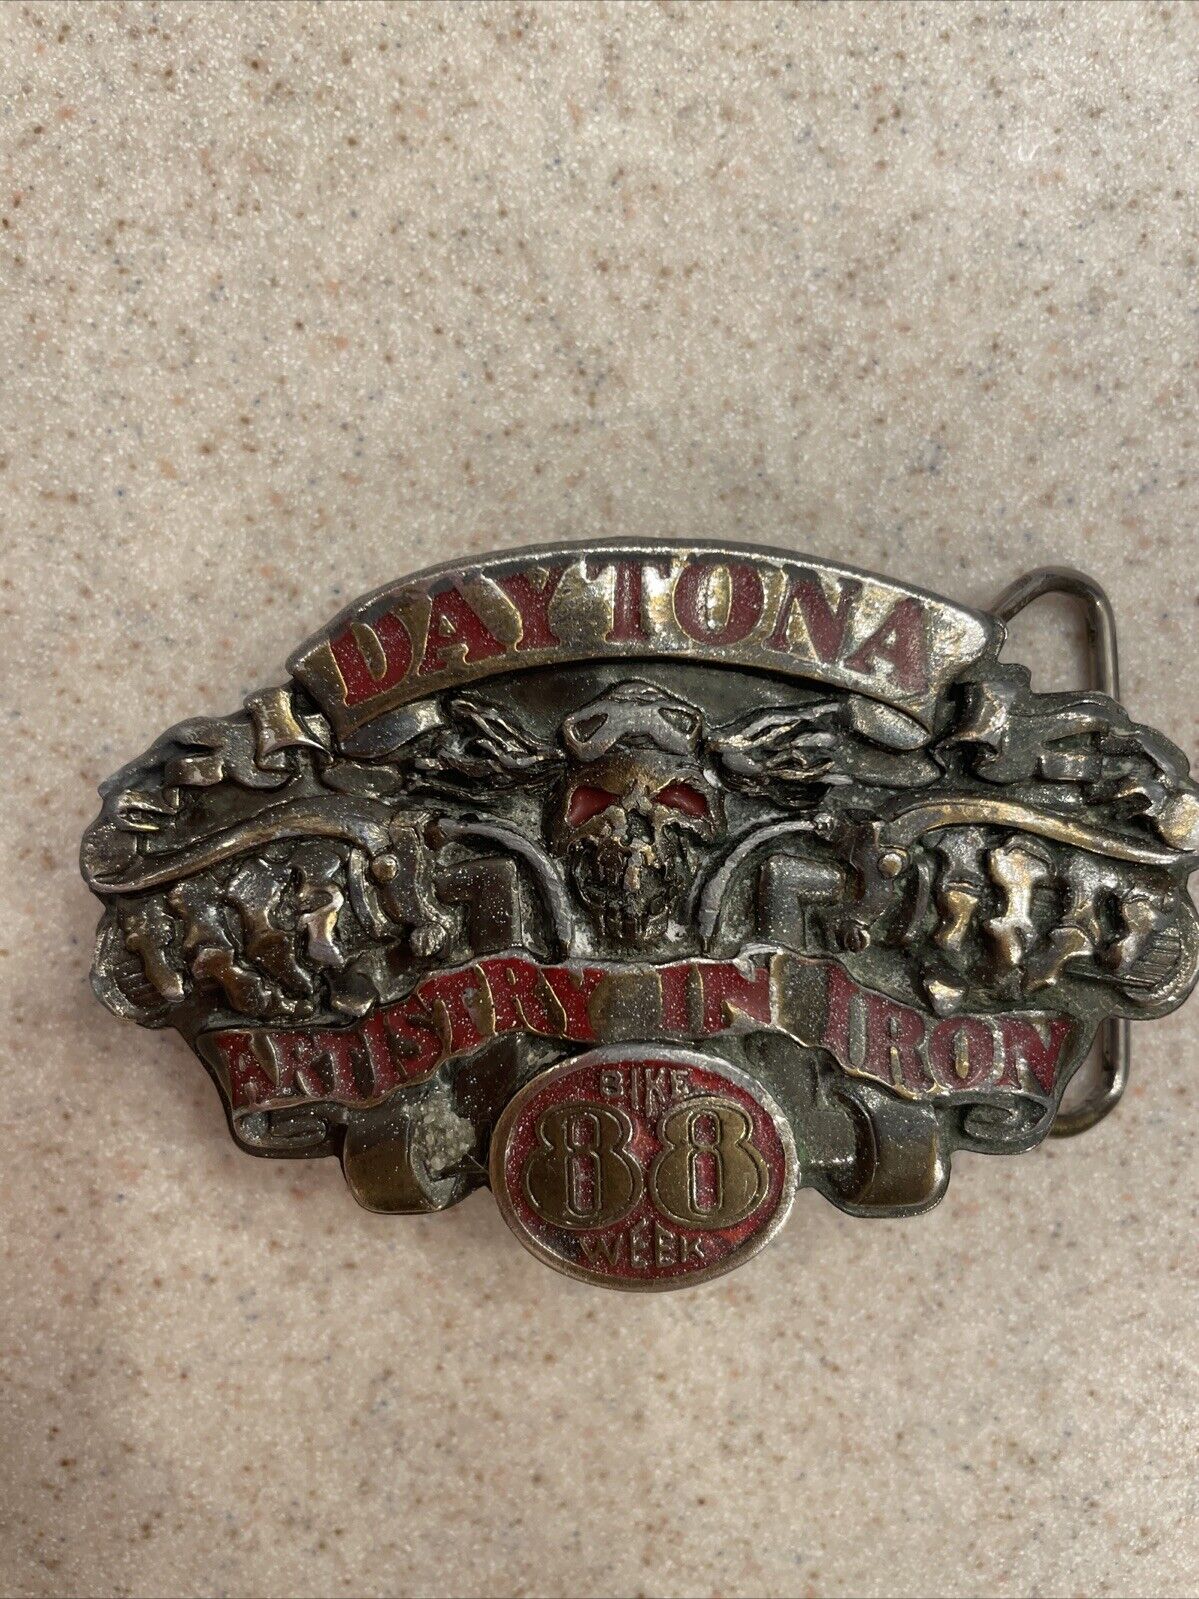 DAYTONA
ARTISTRY IN IRON
BIKE
88
WEEK